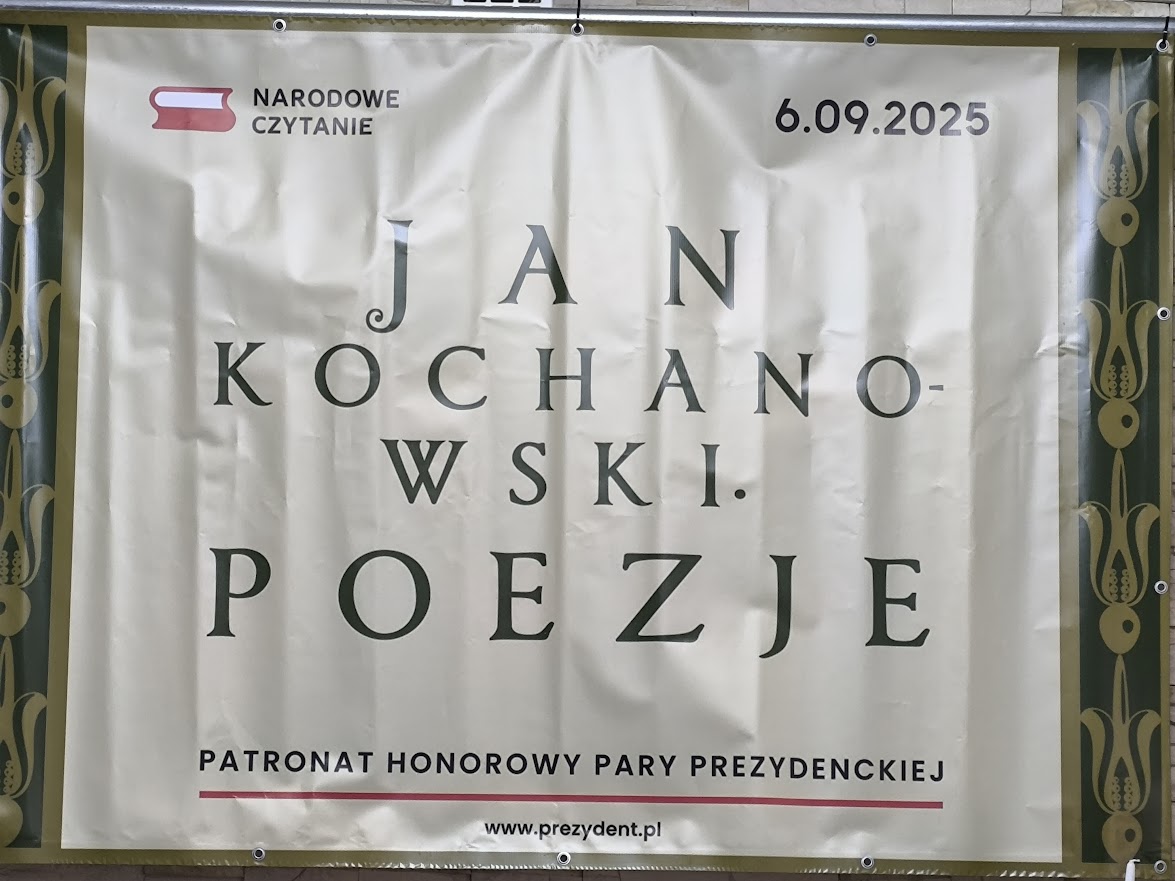 NARODOWE
CZYTANIE
6.09.2025
JAN
KOCHANO-
WSKI.
POEZJE
PATRONAT HONOROWY PARY PREZYDENCKIEJ
www.prezydent.pl